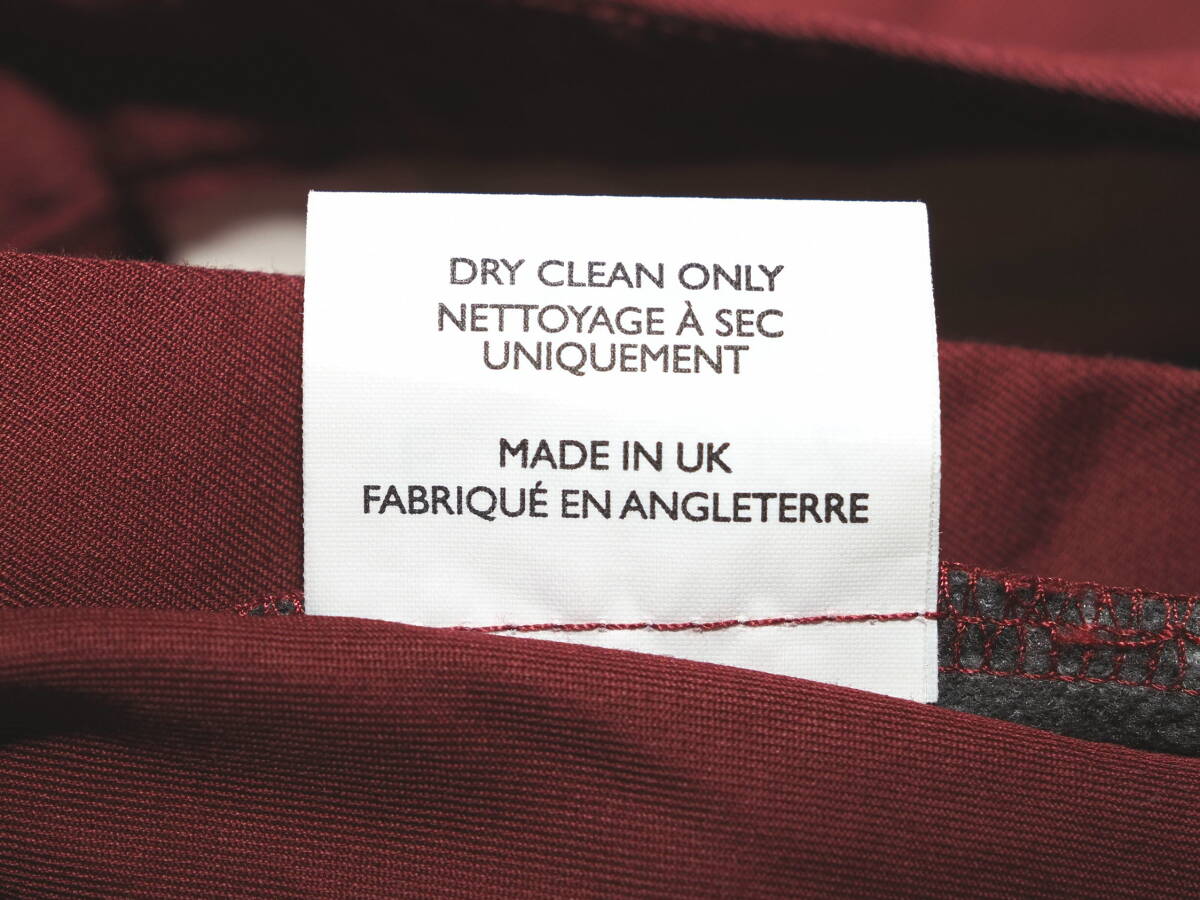 DRY CLEAN ONLY
NETTOYAGE À SEC
UNIQUEMENT
MADE IN UK
FABRIQUÉ EN ANGLETERRE